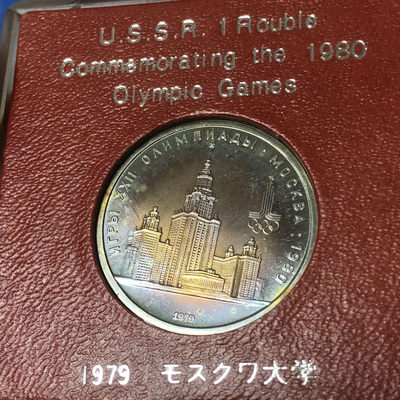 U.S.S.R. 1 Rouble
Commemorating the 1980
Olympic Games
ИГРЫ XXII ОЛИМПИАДЫ • МОСКВА • 1980
1979
1979 モスクワ大学